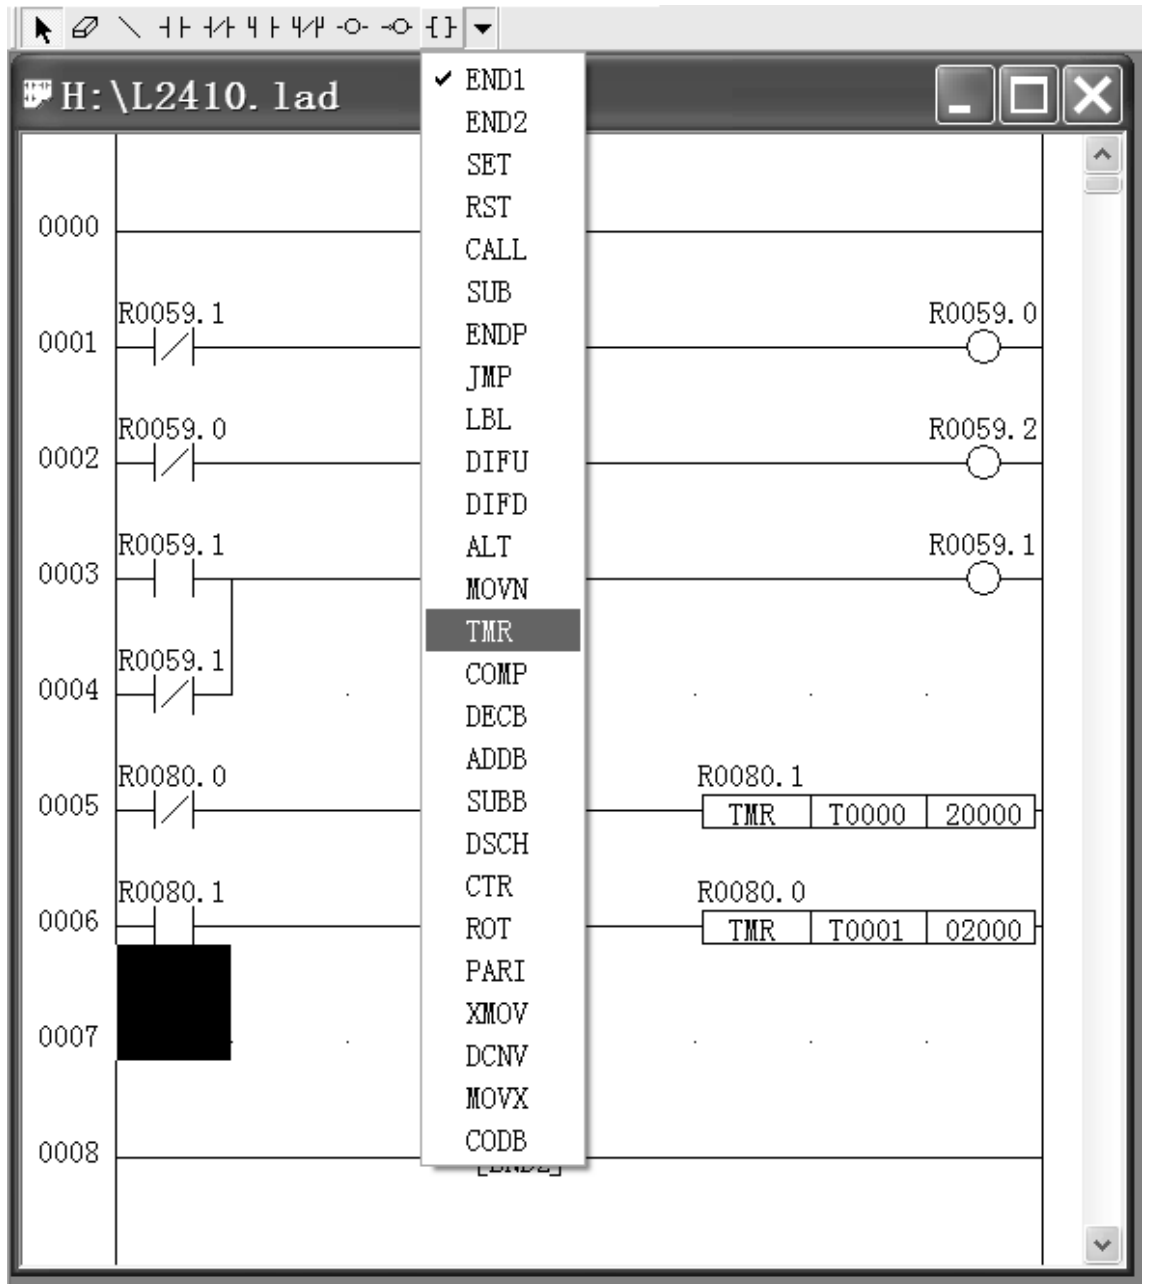 H:\L2410.lad
END1
END2
SET
RST
CALL
SUB
ENDP
JMP
LBL
DIFU
DIFD
ALT
MOVN
TMR
COMP
DECB
ADDB
SUBB
DSCH
CTR
ROT
PARI
XMOV
DCNV
MOVX
CODB
0000
R0059.1 R0059.0
0001
R0059.0 R0059.2
0002
R0059.1 R0059.1
0003
R0059.1
0004
R0080.0 R0080.1
0005 TMR T0000 20000
R0080.1 R0080.0
0006 TMR T0001 02000
0007
0008